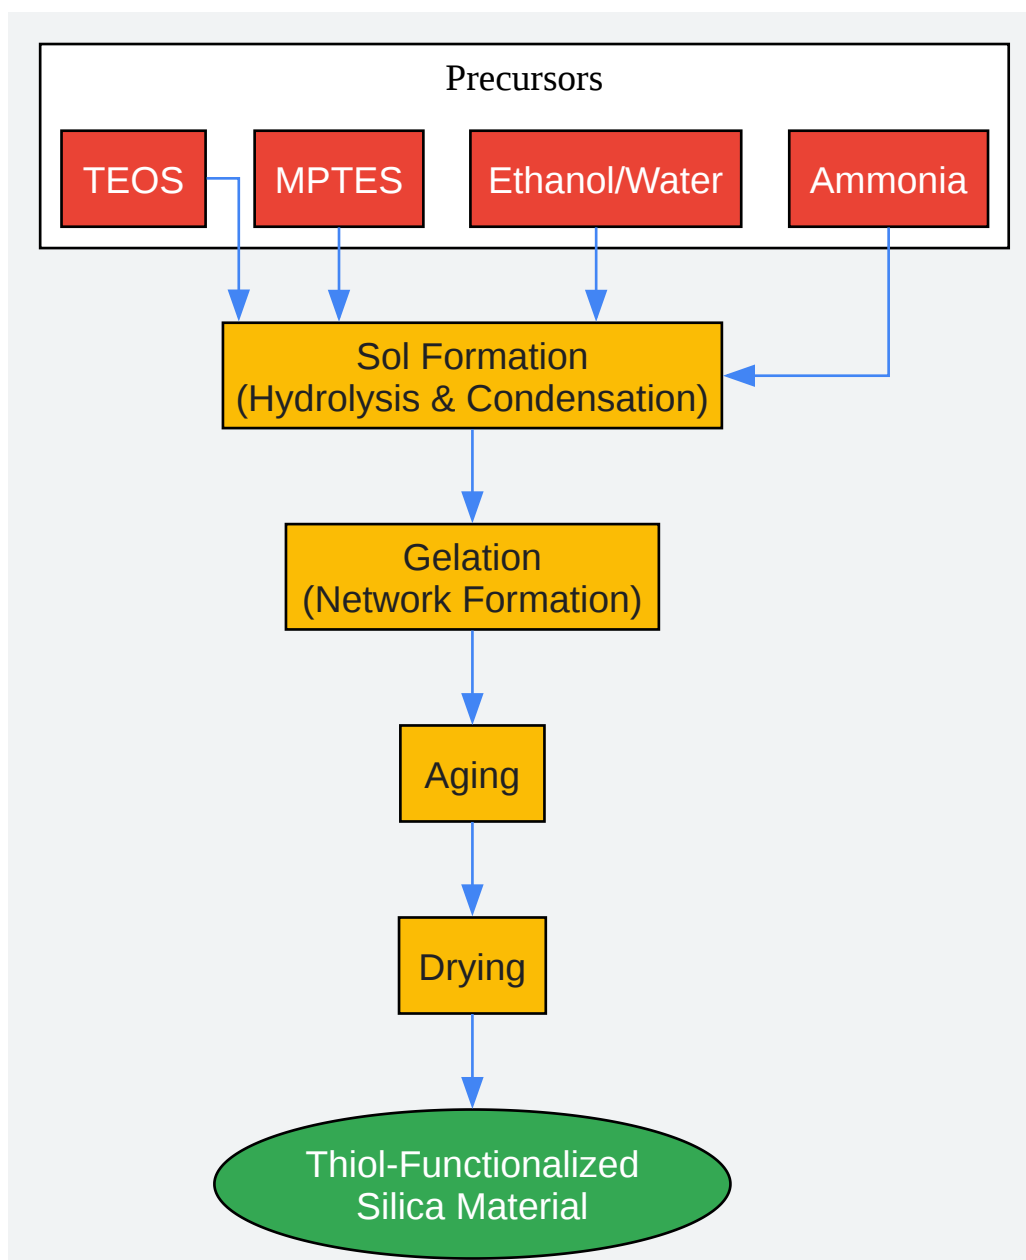 Precursors
TEOS
MPTES
Ethanol/Water
Ammonia
Sol Formation
(Hydrolysis & Condensation)
Gelation
(Network Formation)
Aging
Drying
Thiol-Functionalized
Silica Material